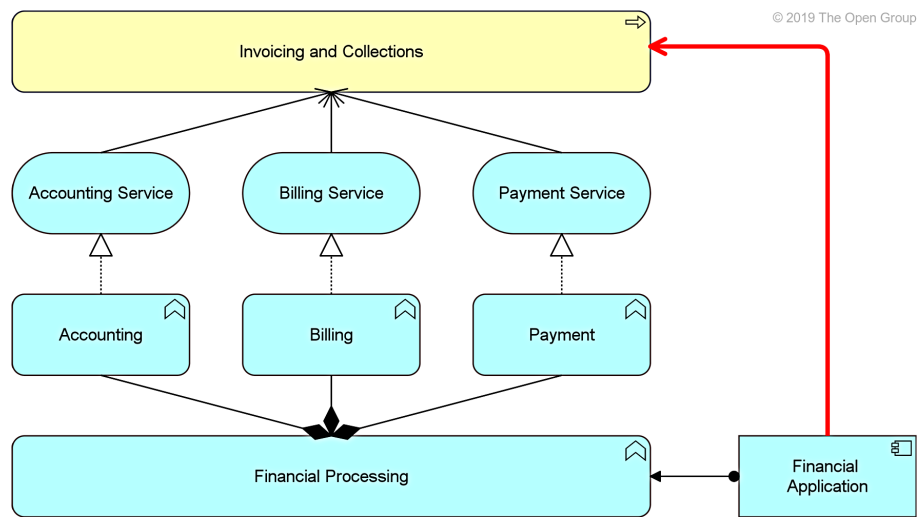 © 2019 The Open Group
Invoicing and Collections
Accounting Service
Billing Service
Payment Service
Accounting
Billing
Payment
Financial Processing
Financial
Application